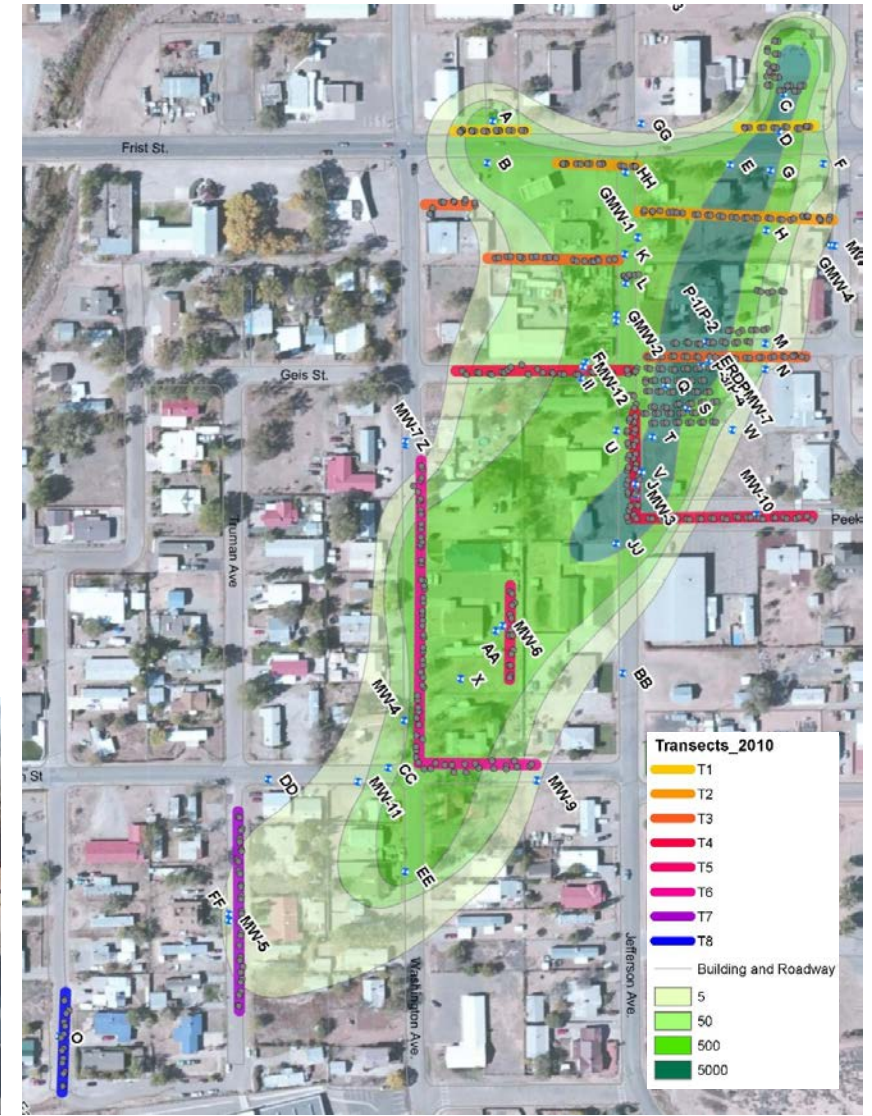 A
GG
C
D
Frist St.
B
HH
E
G
F
GMW-1
H
K
GMW-4
L
P-1/P-2
GMW-2
M
N
FMW-12
II
Geis St.
Q
S
W
MW-7
Z
U
T
V
JMW-3
MW-10
Peek
JJ
Truman Ave
MW-6
AA
X
BB
MW-4
CC
DD
MW-11
MW-9
EE
FF
MW-5
Washington Ave.
Jefferson Ave.
O
Transects_2010
T1
T2
T3
T4
T5
T6
T7
T8
Building and Roadway
5
50
500
5000